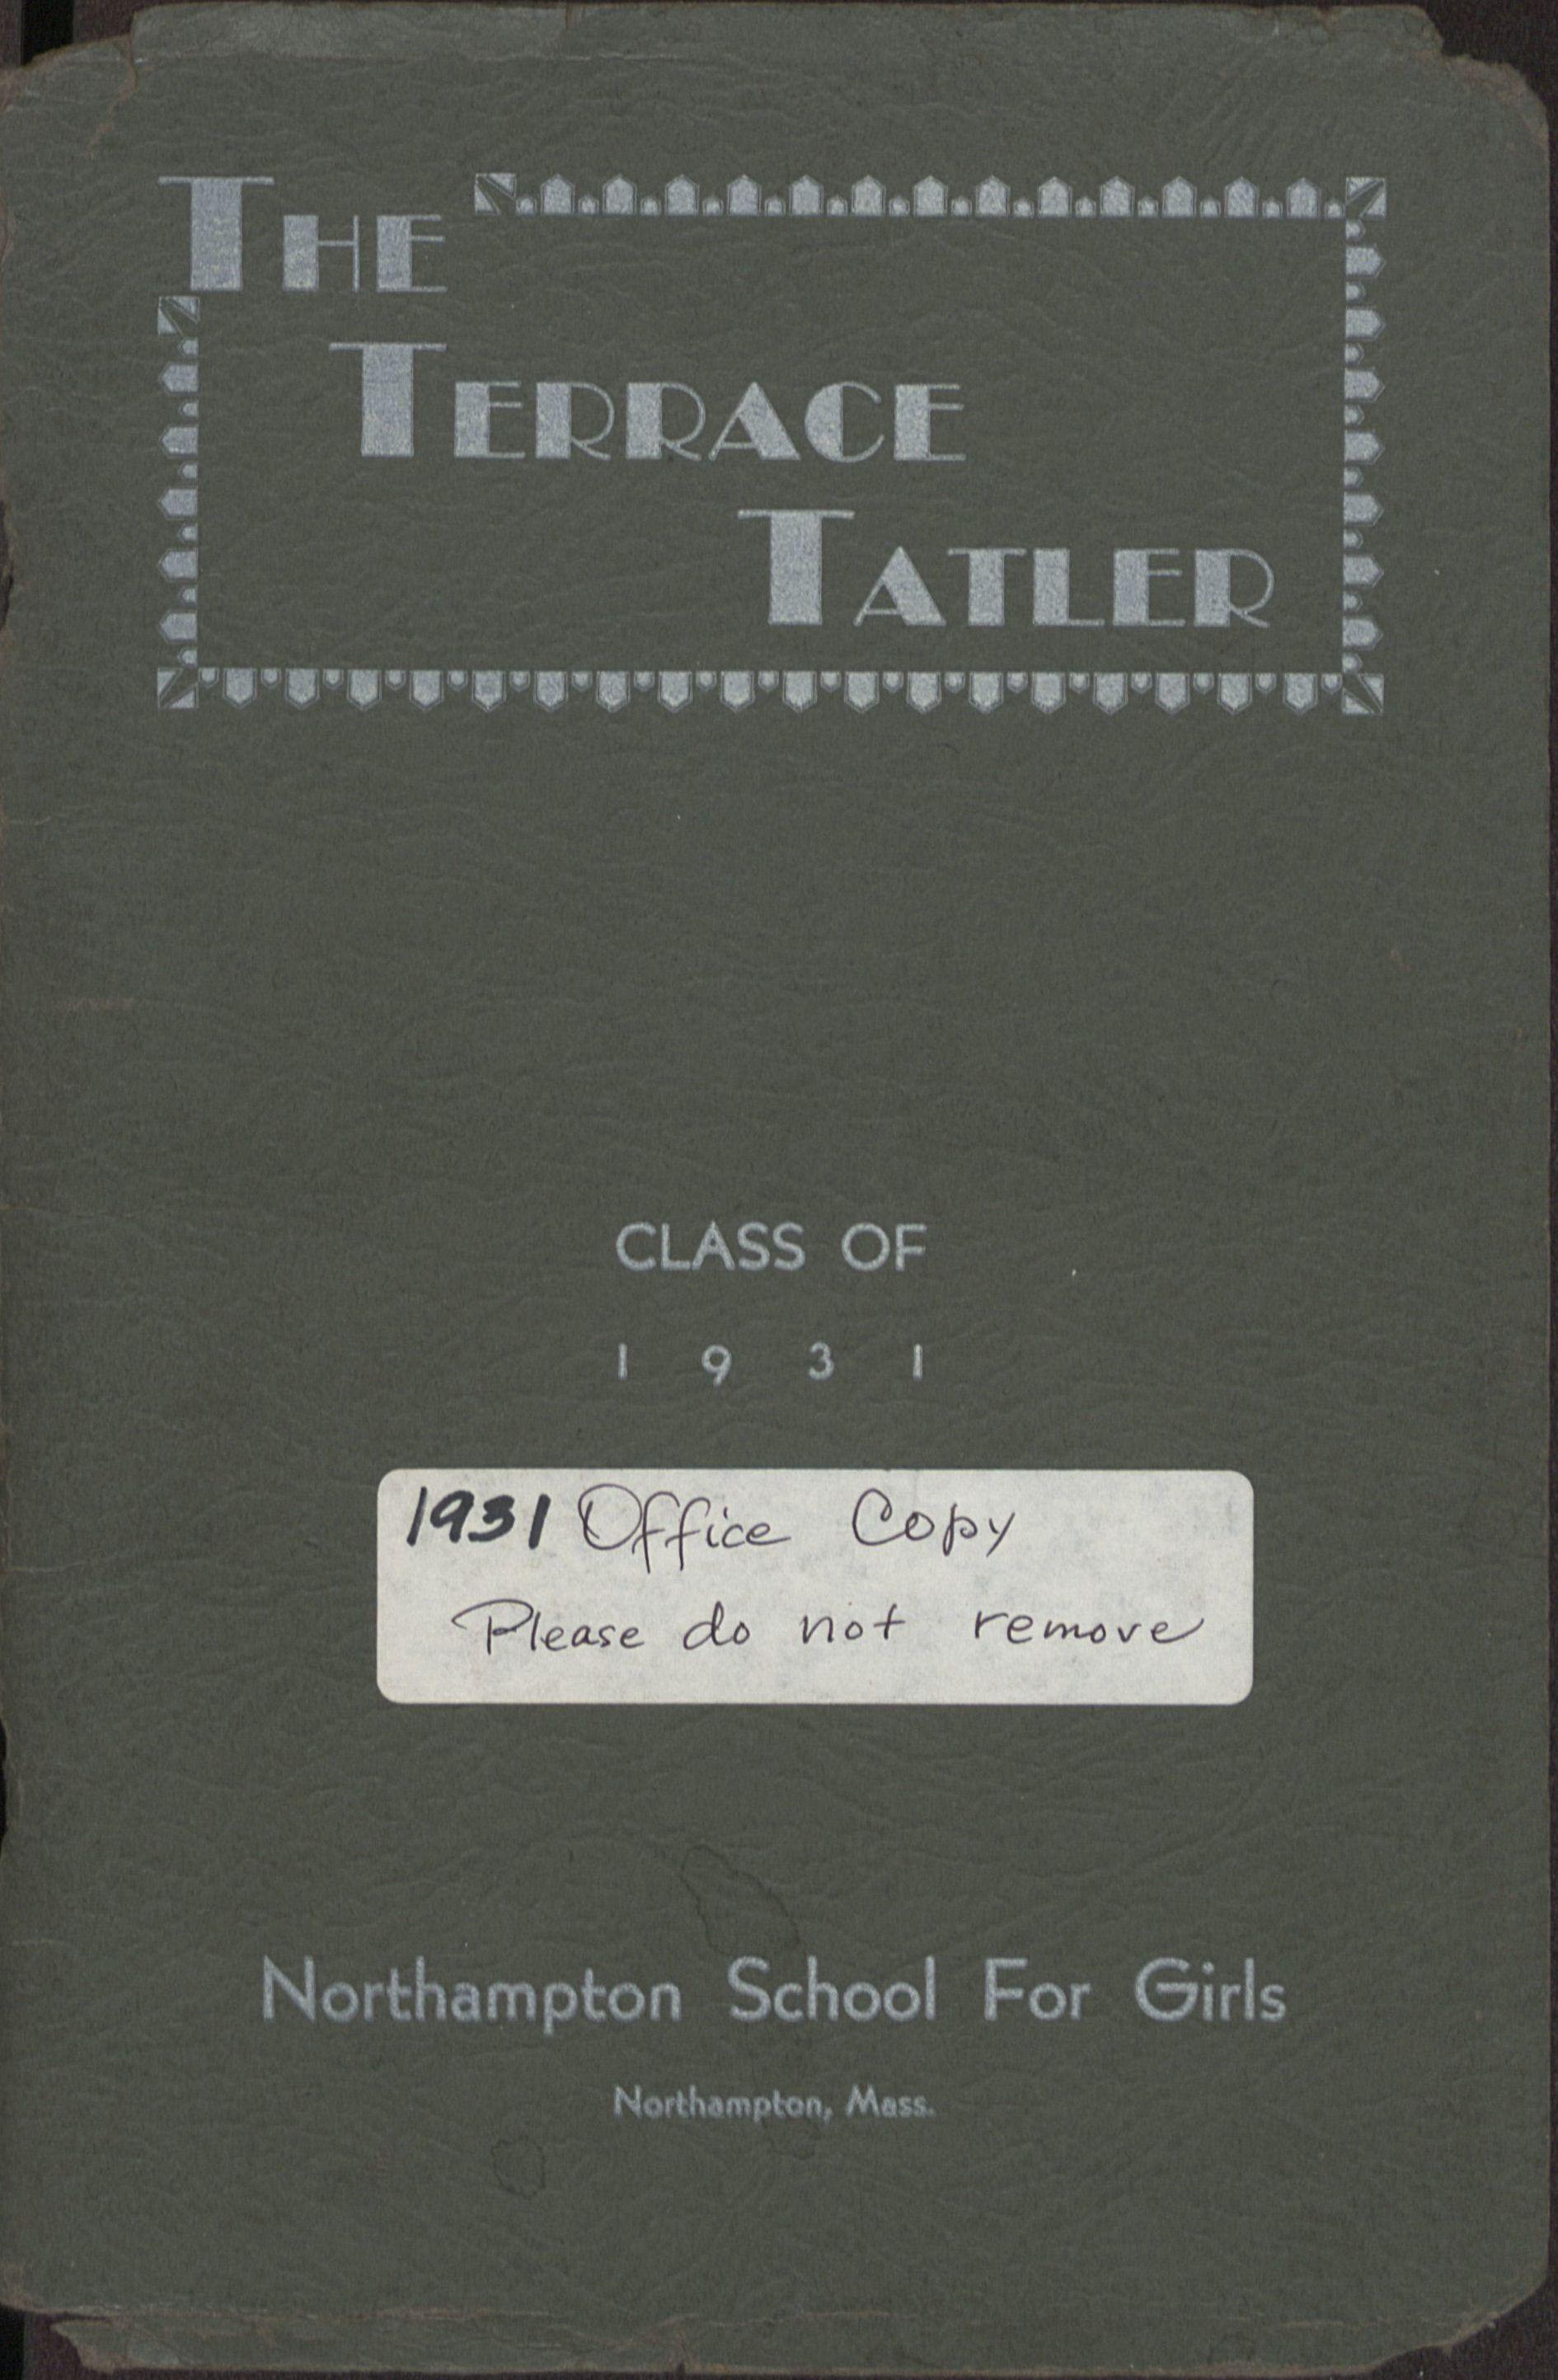 THE
TERRACE
TATLER
CLASS OF
1 9 3 1
1931 Office Copy
Please do not remove
Northampton School For Girls
Northampton, Mass.